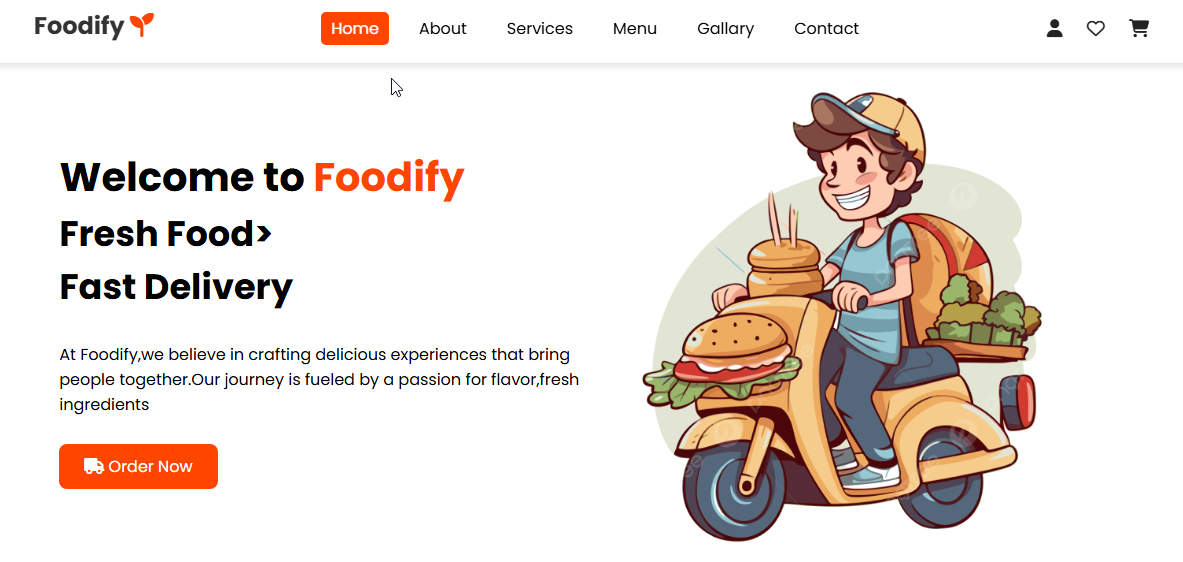 Foodify
Home About Services Menu Gallary Contact
Welcome to Foodify
Fresh Food>
Fast Delivery
At Foodify,we believe in crafting delicious experiences that bring
people together.Our journey is fueled by a passion for flavor,fresh
ingredients
Order Now